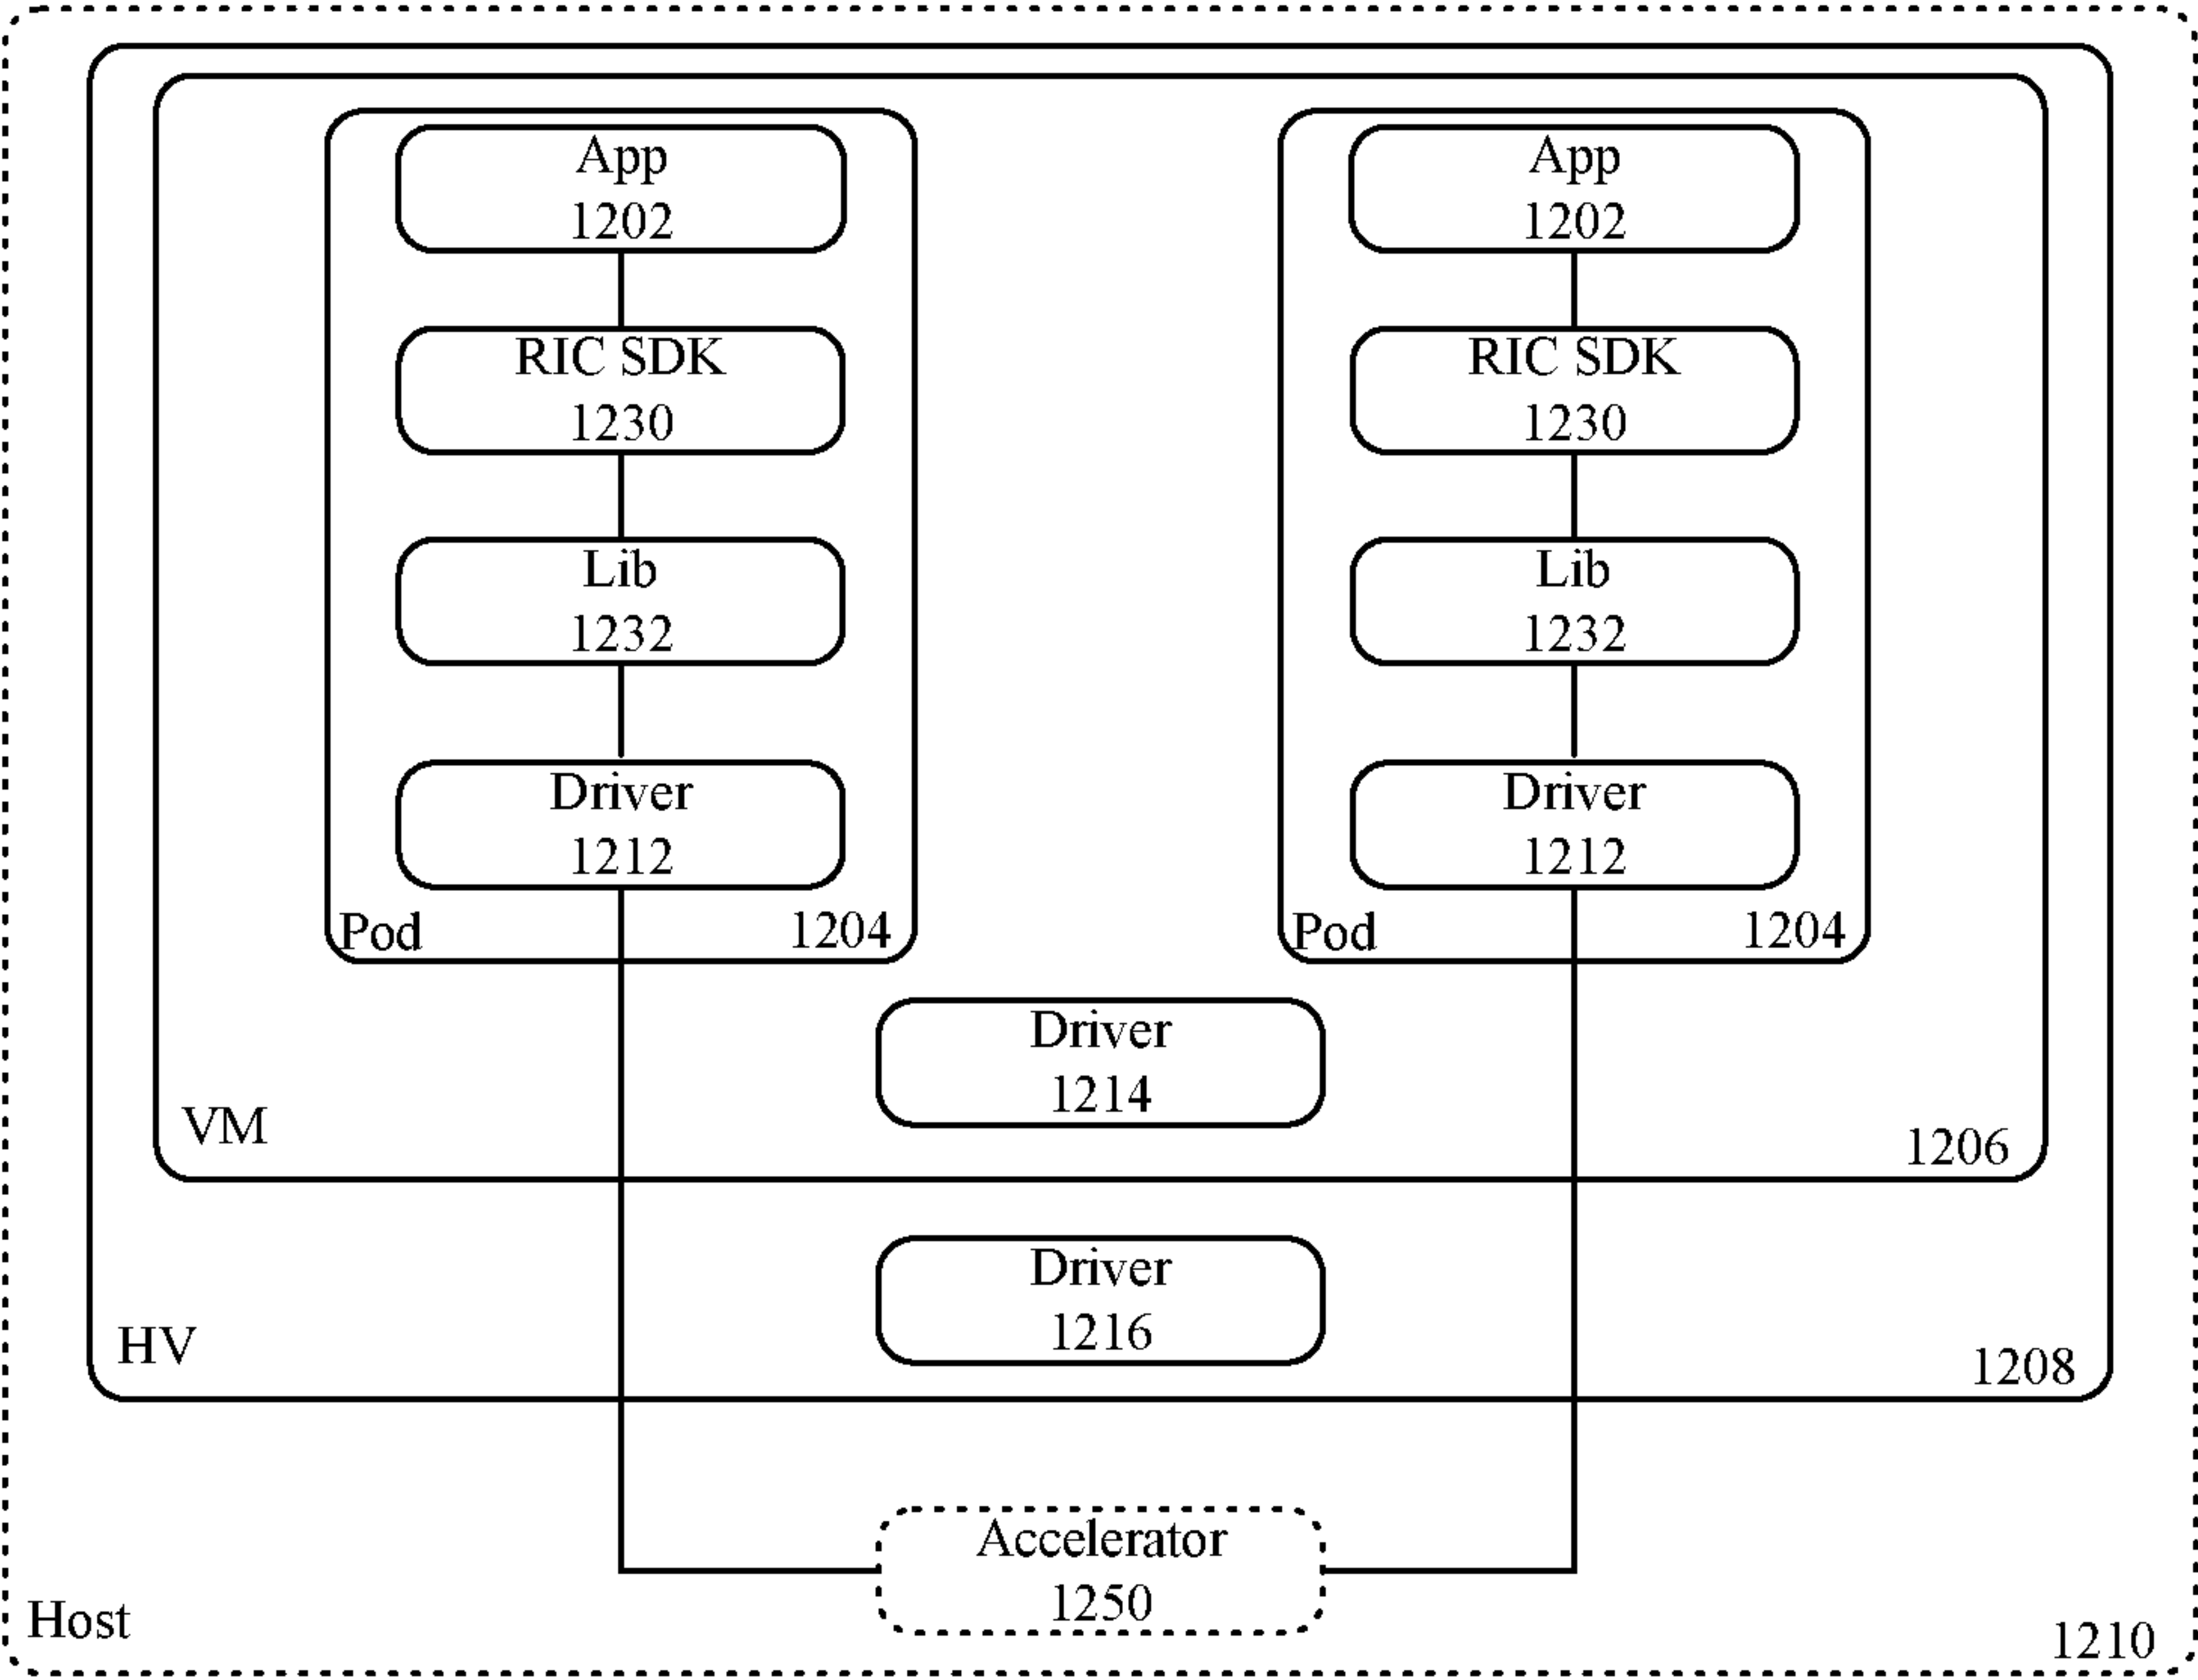 App
1202
RIC SDK
1230
Lib
1232
Driver
1212
Pod
1204
App
1202
RIC SDK
1230
Lib
1232
Driver
1212
Pod
1204
Driver
1214
VM
1206
Driver
1216
HV
1208
Accelerator
1250
Host
1210